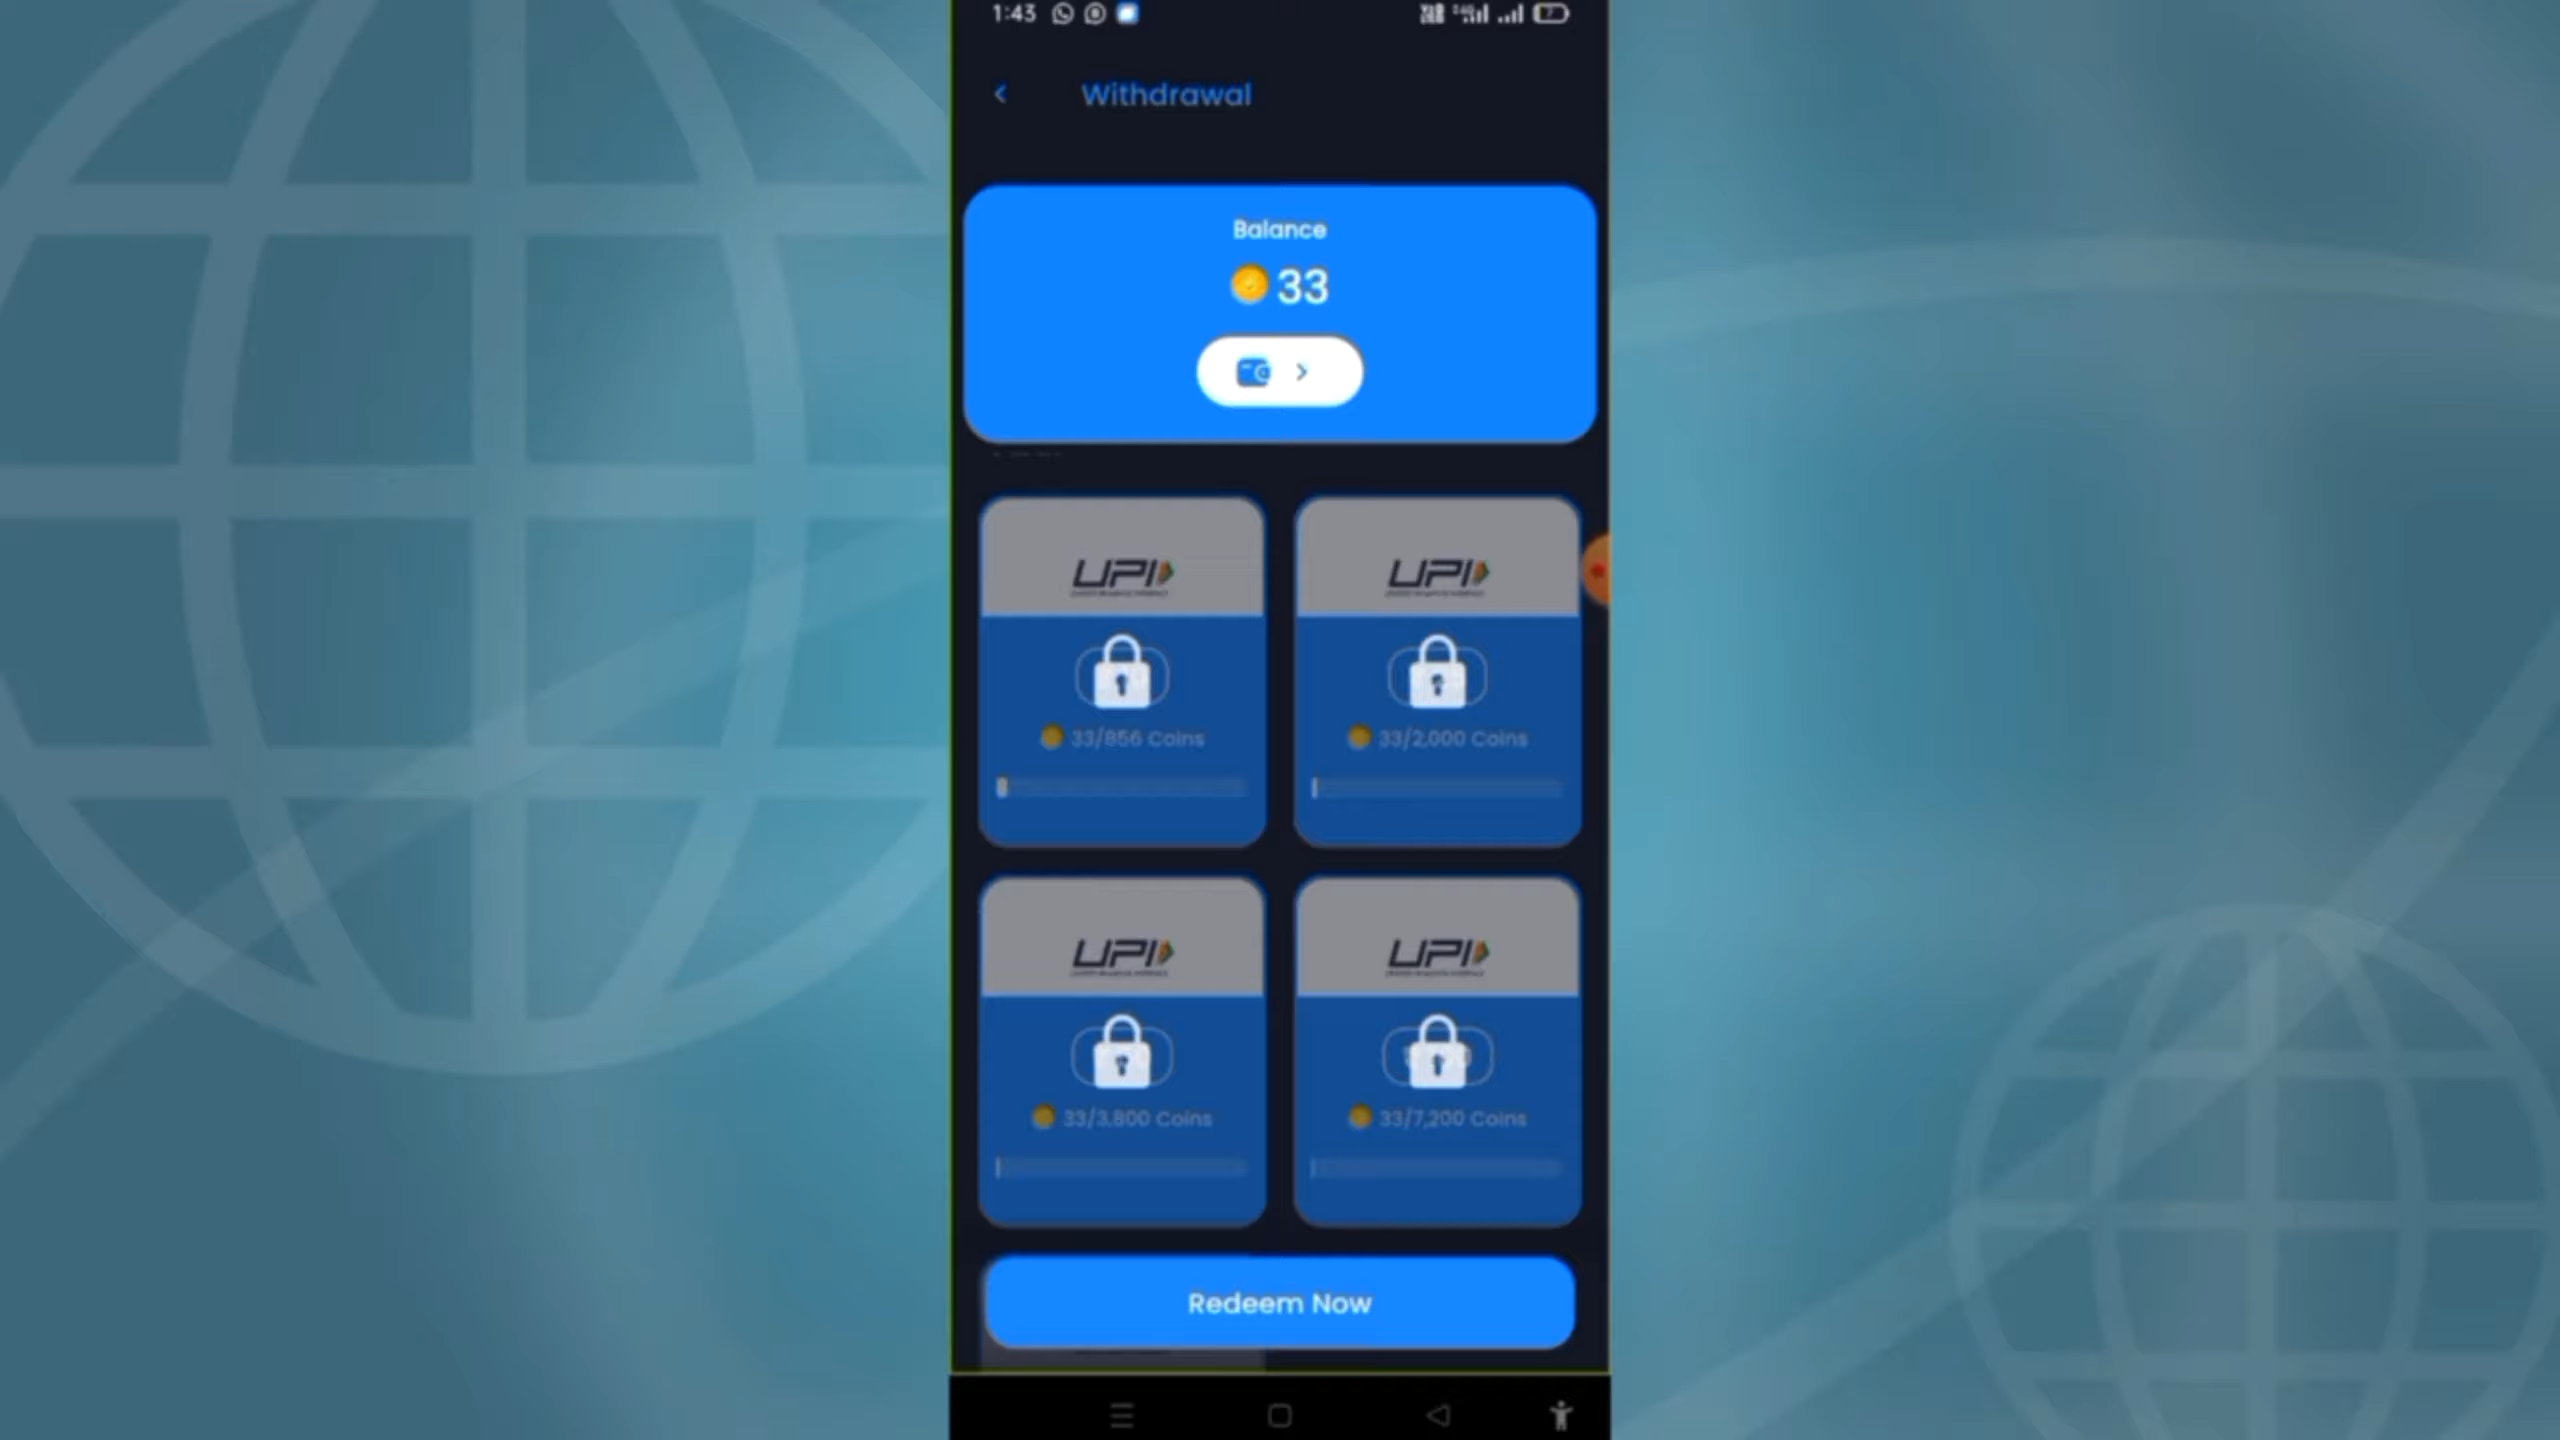 1:43
Withdrawal
Balance
33
UPI
UPI
33/856 Coins
33/2,000 Coins
UPI
UPI
33/3,800 Coins
33/7,200 Coins
Redeem Now